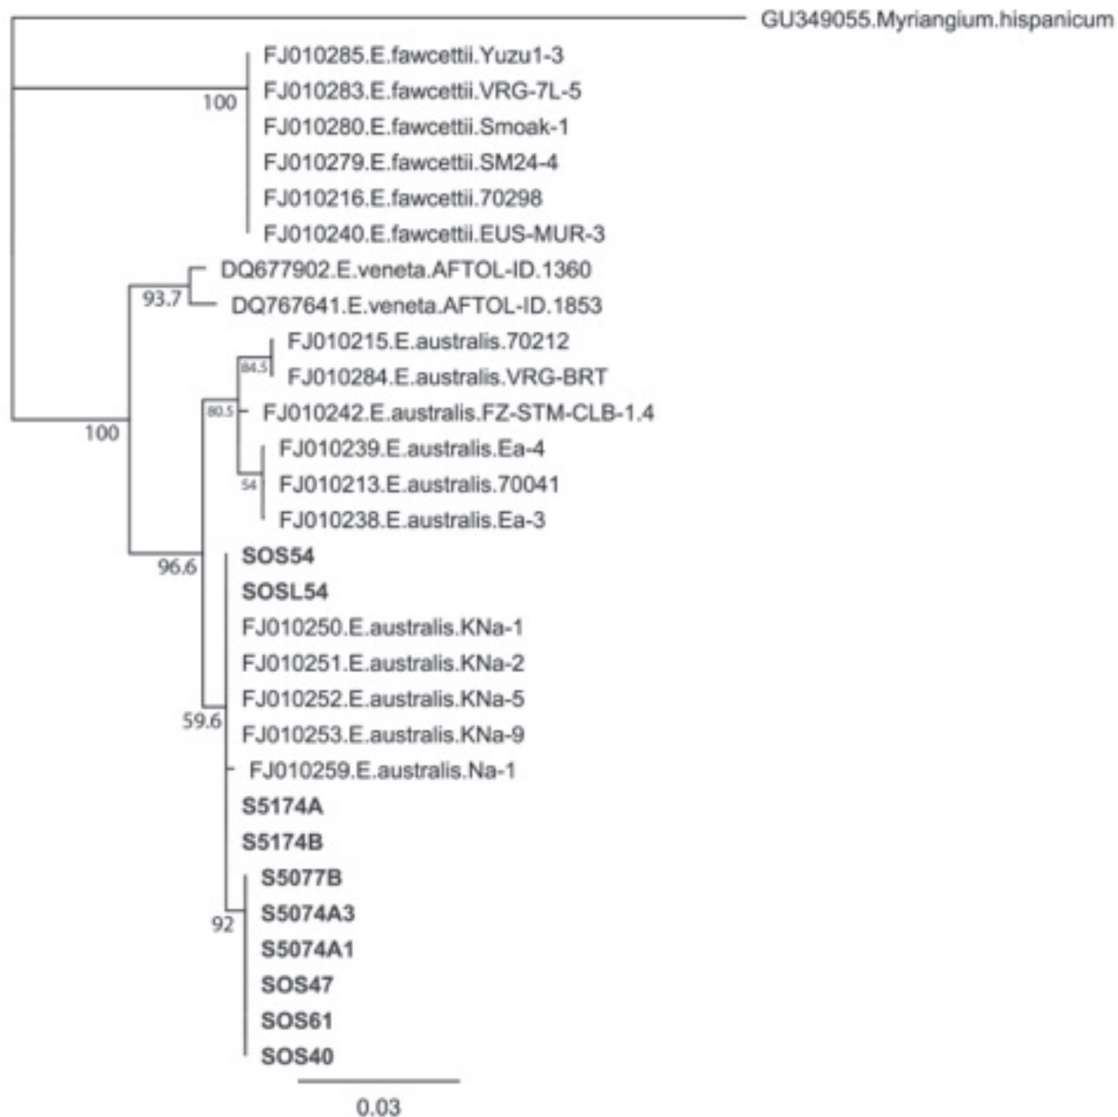 GU349055.Myriangium.hispanicum
FJ010285.E.fawcettii.Yuzu1-3
FJ010283.E.fawcettii.VRG-7L-5
100
FJ010280.E.fawcettii.Smoak-1
FJ010279.E.fawcettii.SM24-4
FJ010216.E.fawcettii.70298
FJ010240.E.fawcettii.EUS-MUR-3
DQ677902.E.veneta.AFTOL-ID.1360
93.7
DQ767641.E.veneta.AFTOL-ID.1853
FJ010215.E.australis.70212
84.5
FJ010284.E.australis.VRG-BRT
80.5
FJ010242.E.australis.FZ-STM-CLB-1.4
100
FJ010239.E.australis.Ea-4
54
FJ010213.E.australis.70041
FJ010238.E.australis.Ea-3
SOS54
96.6
SOSL54
FJ010250.E.australis.KNa-1
FJ010251.E.australis.KNa-2
FJ010252.E.australis.KNa-5
59.6
FJ010253.E.australis.KNa-9
FJ010259.E.australis.Na-1
S5174A
S5174B
S5077B
S5074A3
92
S5074A1
SOS47
SOS61
SOS40
0.03